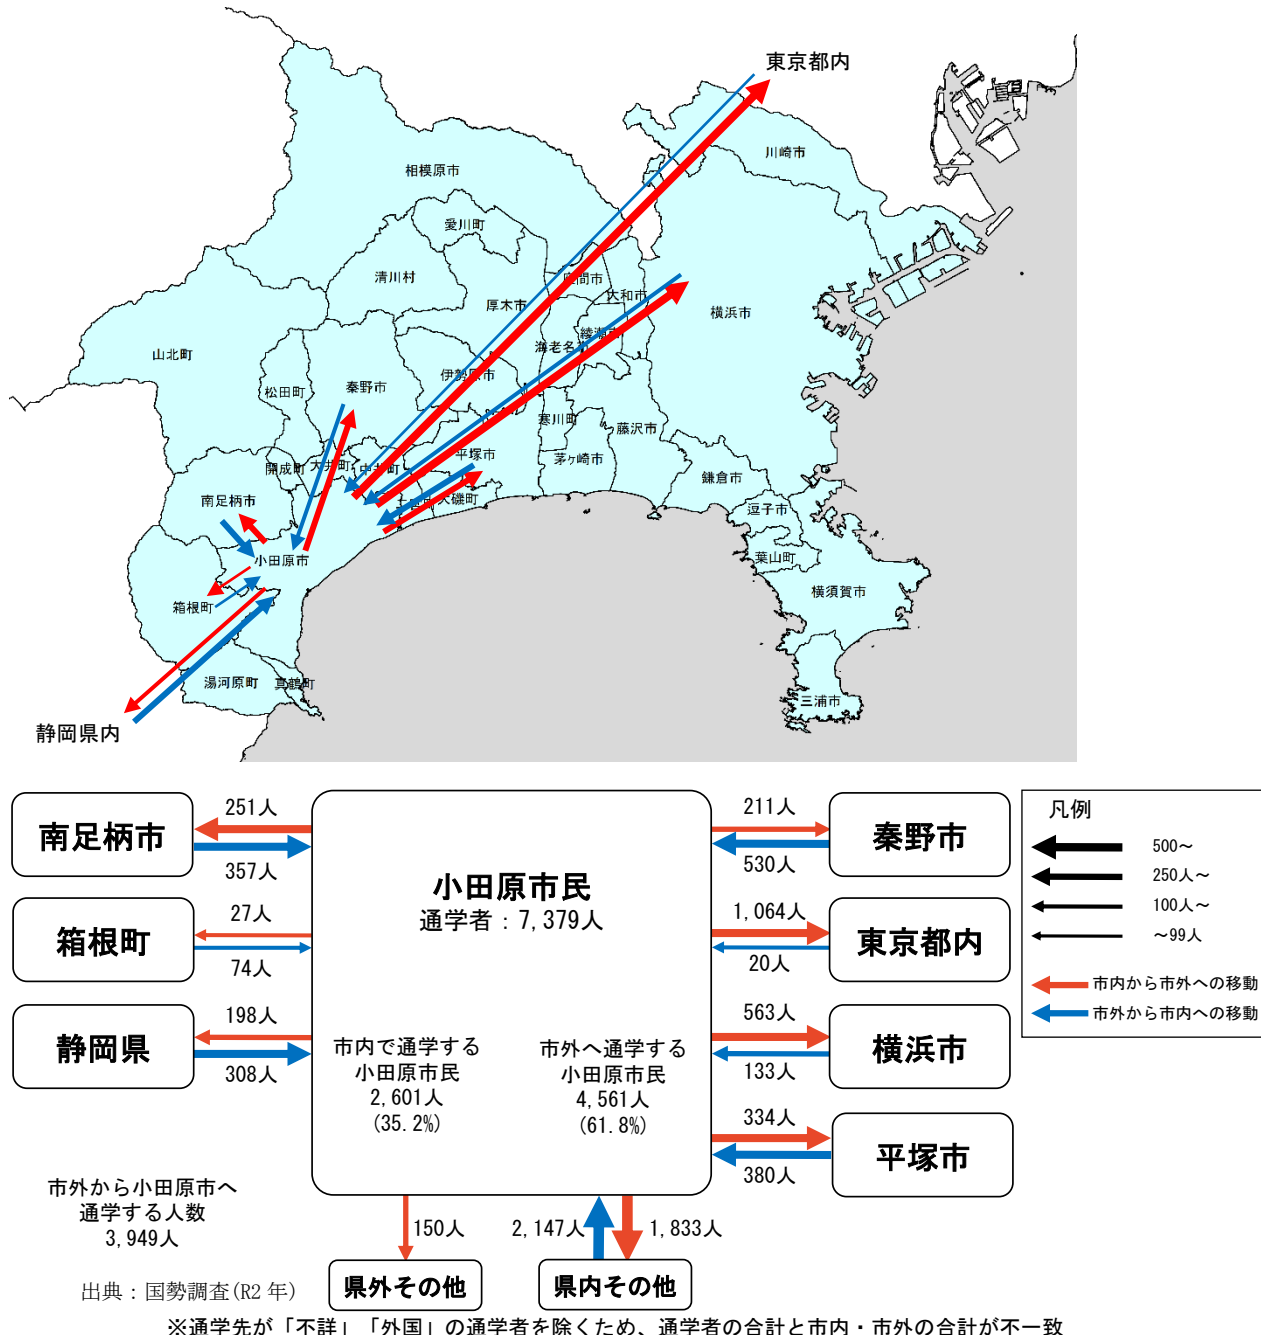 東京都内
川崎市
相模原市
愛川町
座間市
清川村
大和市
厚木市
横浜市
綾瀬市
海老名市
山北町
伊勢原市
秦野市
松田町
寒川町
藤沢市
平塚市
茅ヶ崎市
開成町
大井町
中井町
鎌倉市
南足柄市
二宮町
大磯町
逗子市
葉山町
小田原市
横須賀市
箱根町
湯河原町
真鶴町
三浦市
静岡県内
南足柄市
251人
357人
箱根町
27人
74人
静岡県
198人
308人
小田原市民
通学者：7,379人
市内で通学する
小田原市民
2,601人
(35.2%)
市外へ通学する
小田原市民
4,561人
(61.8%)
211人
530人
秦野市
1,064人
20人
東京都内
563人
133人
横浜市
334人
380人
平塚市
凡例
500～
250人～
100人～
～99人
市内から市外への移動
市外から市内への移動
市外から小田原市へ
通学する人数
3,949人
150人
2,147人
1,833人
県外その他
県内その他
出典：国勢調査(R2 年)
※通学先が「不詳」「外国」の通学者を除くため、通学者の合計と市内・市外の合計が不一致